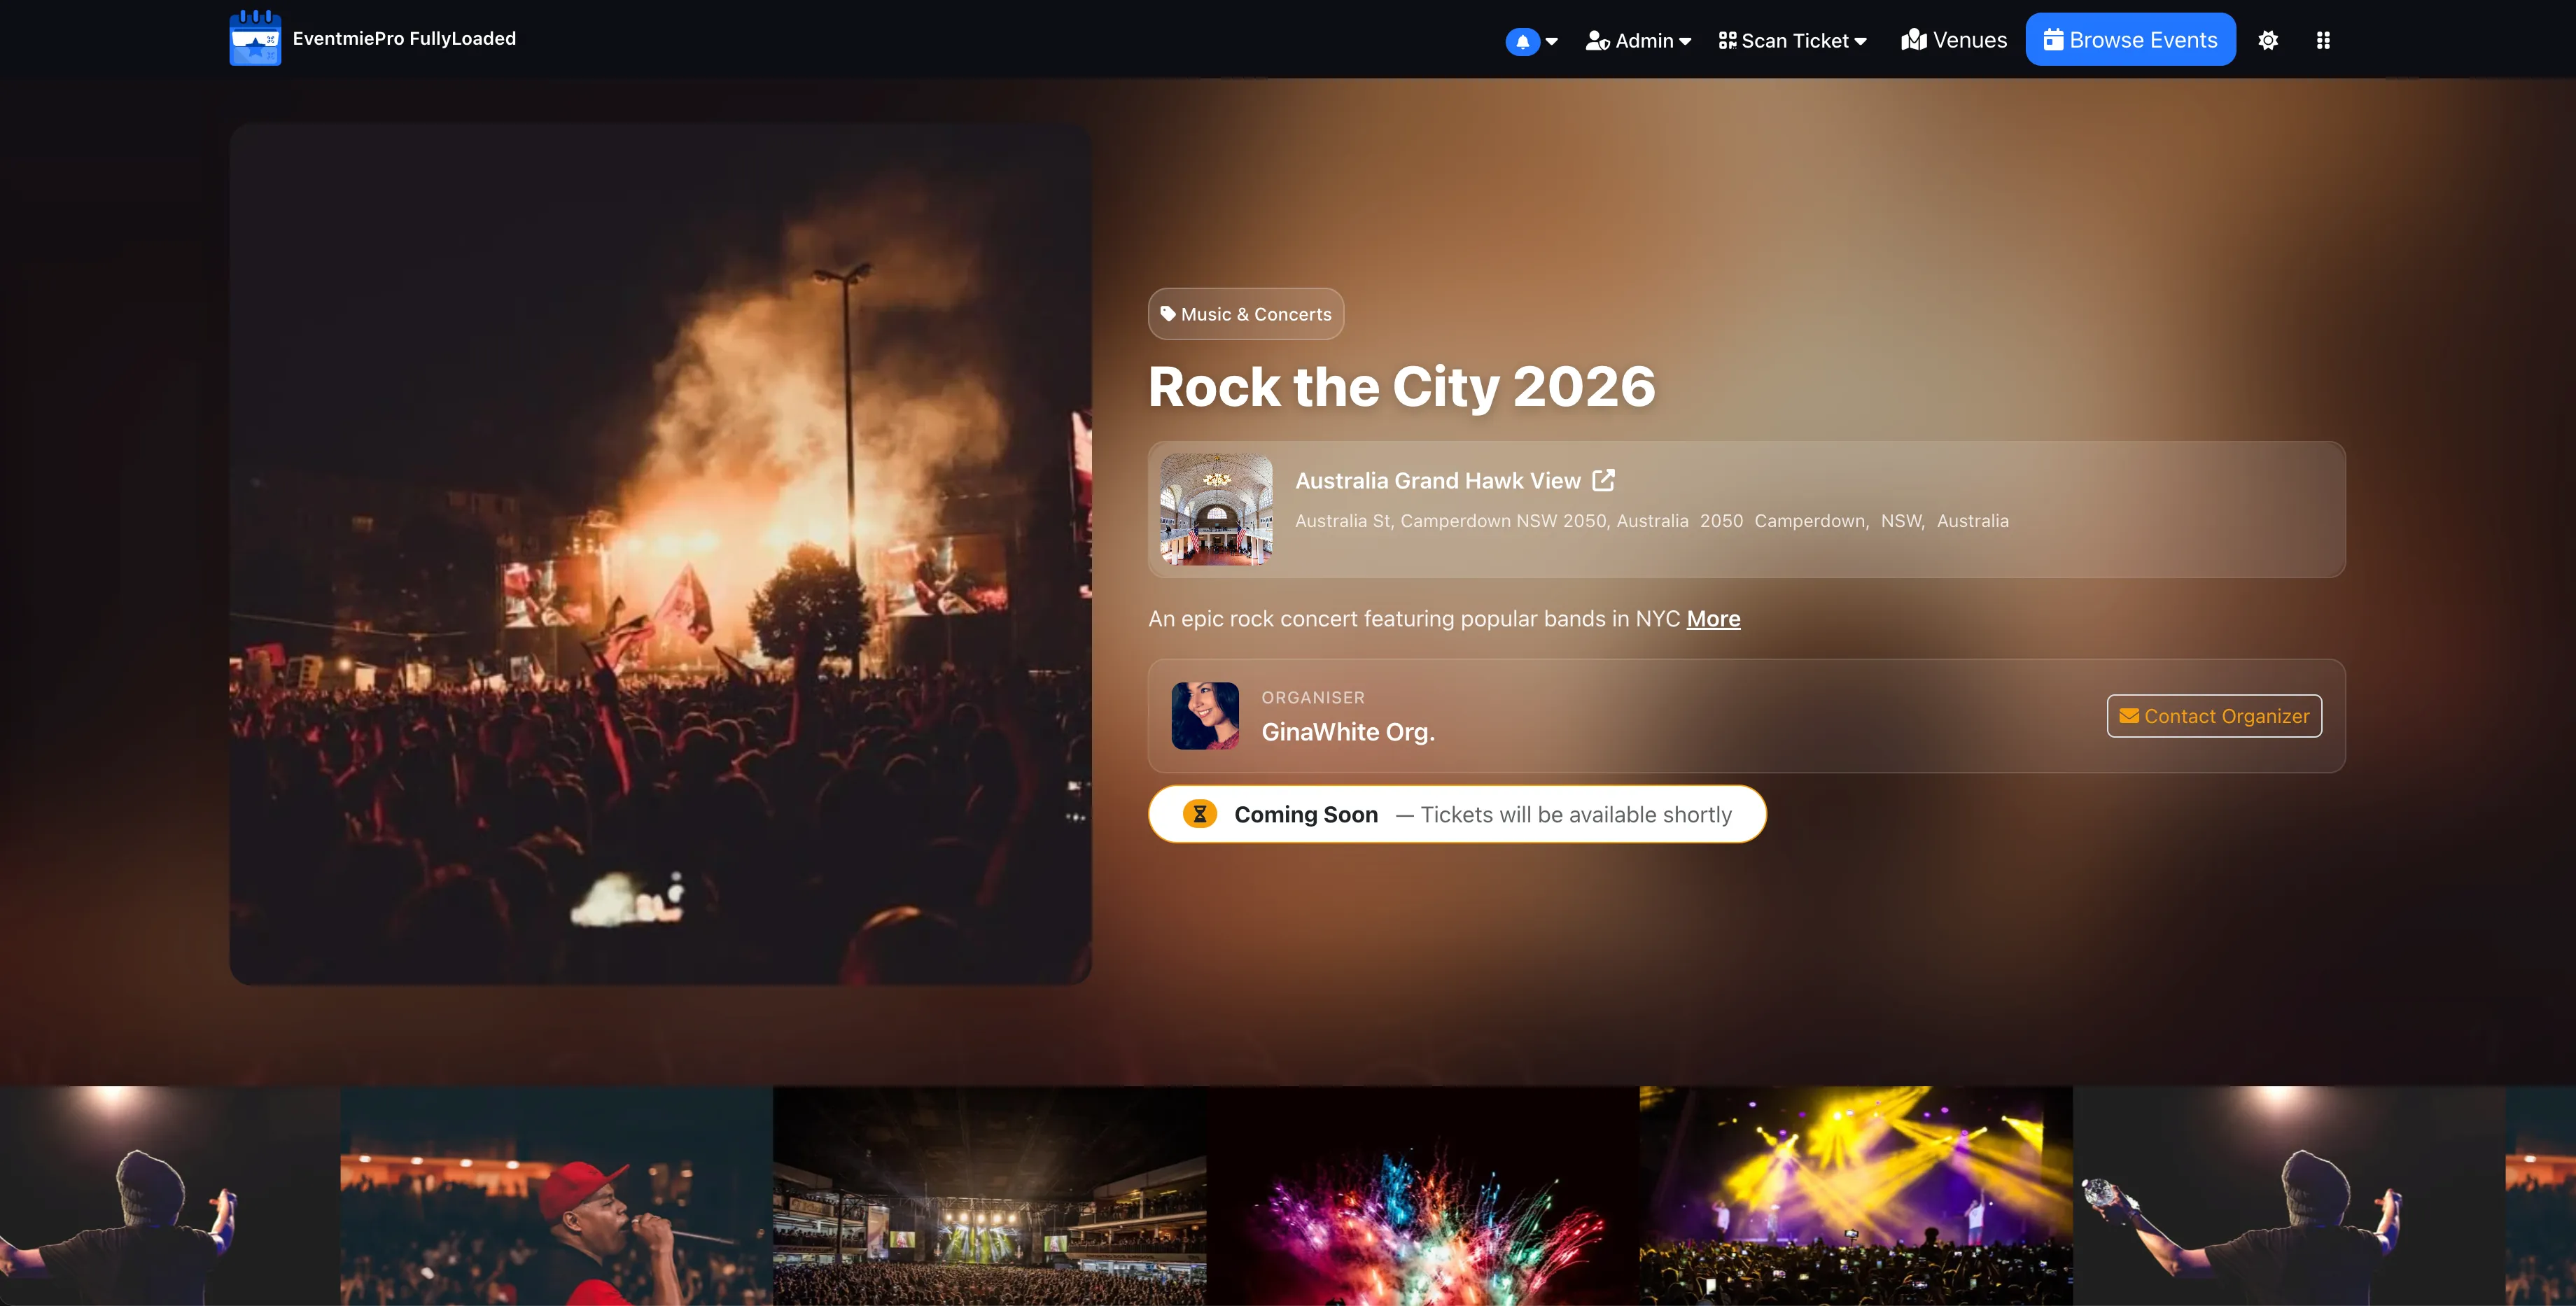 EventmiePro FullyLoaded
Admin
Scan Ticket
Venues
Browse Events
Music & Concerts
Rock the City 2026
Australia Grand Hawk View
Australia St, Camperdown NSW 2050, Australia 2050 Camperdown, NSW, Australia
An epic rock concert featuring popular bands in NYC More
ORGANISER
GinaWhite Org.
Contact Organizer
Coming Soon — Tickets will be available shortly